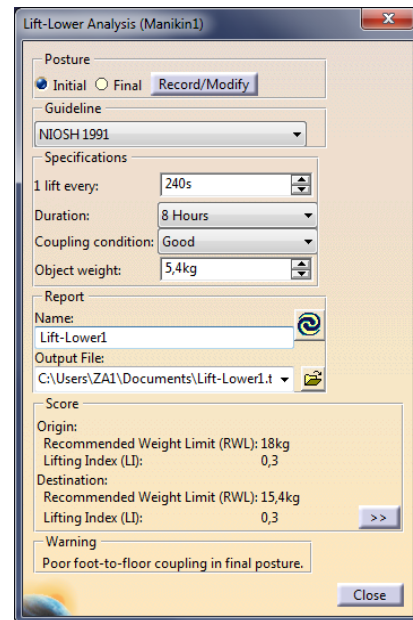 Lift-Lower Analysis (Manikin1)
Posture
Initial Final Record/Modify
Guideline
NIOSH 1991
Specifications
1 lift every: 240s
Duration: 8 Hours
Coupling condition: Good
Object weight: 5,4kg
Report
Name:
Lift-Lower1
Output File:
C:\Users\ZA1\Documents\Lift-Lower1.t
Score
Origin:
Recommended Weight Limit (RWL): 18kg
Lifting Index (LI): 0,3
Destination:
Recommended Weight Limit (RWL): 15,4kg
Lifting Index (LI): 0,3 >>
Warning
Poor foot-to-floor coupling in final posture.
Close